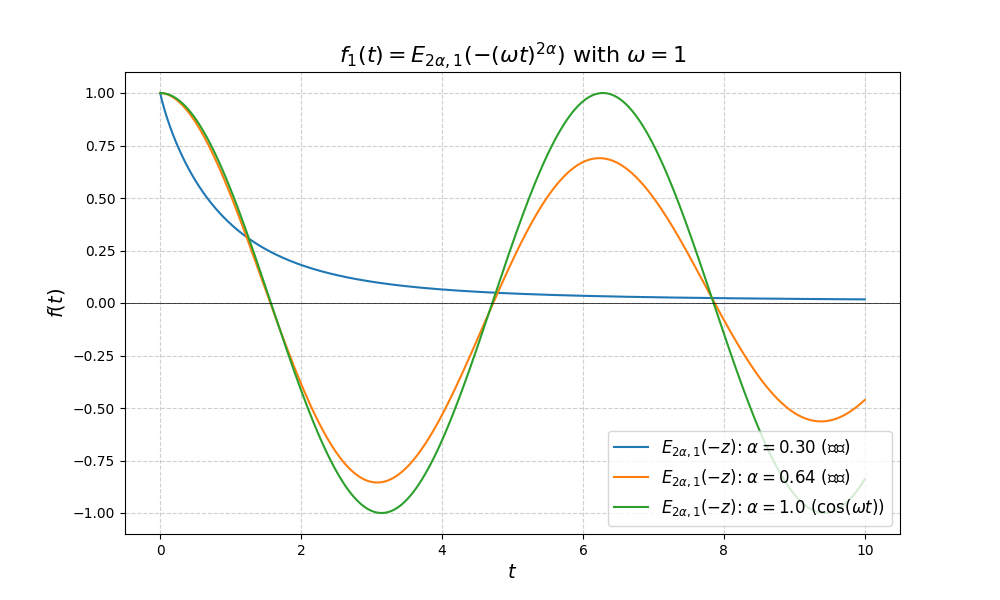 f₁(t) = E₂α,₁(−(ωt)²ᵅ) with ω = 1
f(t)
1.00
0.75
0.50
0.25
0.00
−0.25
−0.50
−0.75
−1.00
E₂α,₁(−z): α = 0.30 ()
E₂α,₁(−z): α = 0.64 ()
E₂α,₁(−z): α = 1.0 (cos(ωt))
0 2 4 6 8 10
t